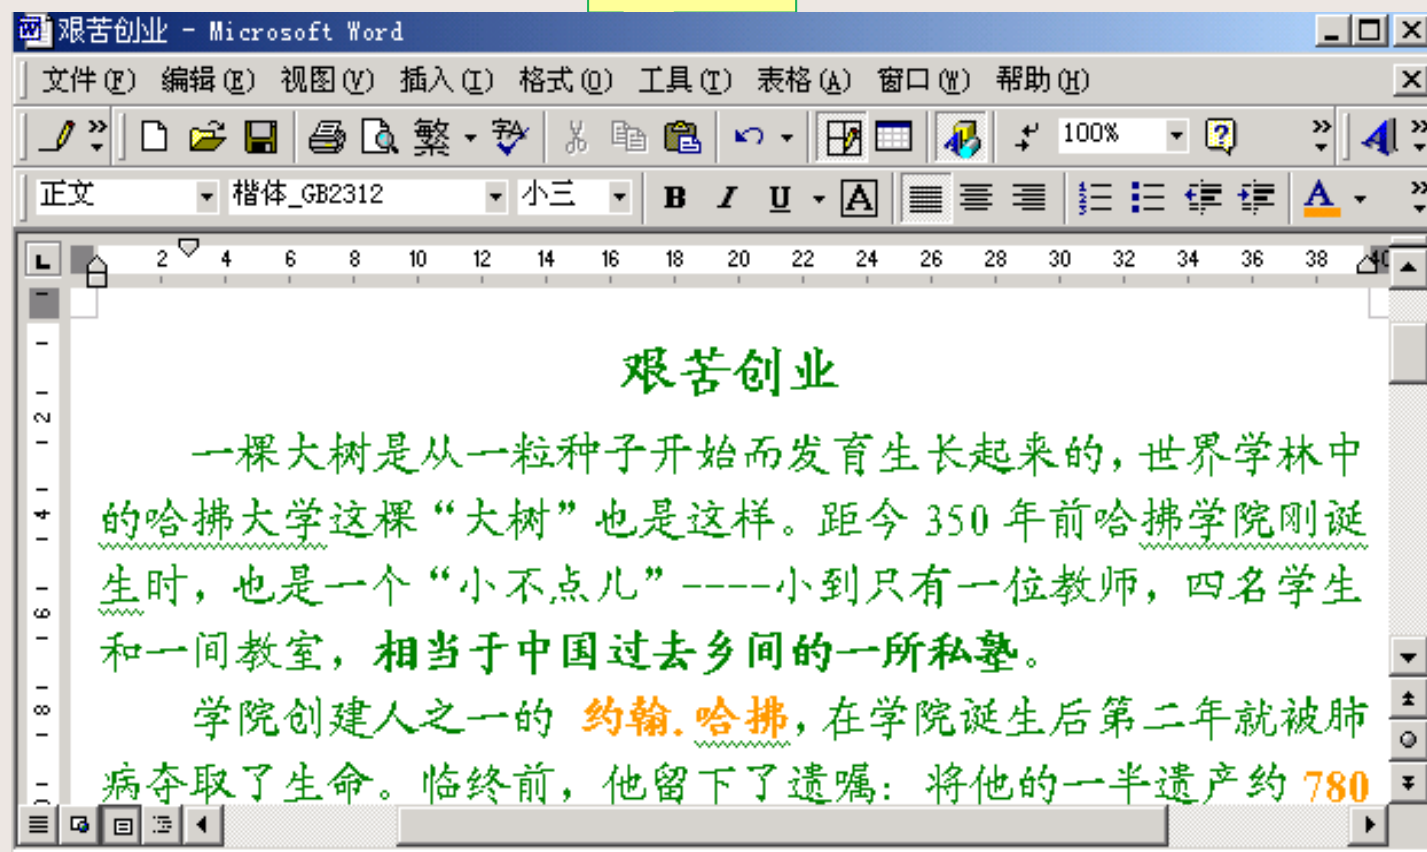 艰苦创业 - Microsoft Word
文件(F) 编辑(E) 视图(V) 插入(I) 格式(O) 工具(T) 表格(A) 窗口(W) 帮助(H)
繁 100%
正文 楷体_GB2312 小三 B I U A A
2 4 6 8 10 12 14 16 18 20 22 24 26 28 30 32 34 36 38 40
艰苦创业
一棵大树是从一粒种子开始而发育生长起来的,世界学林中
的哈拂大学这棵“大树”也是这样。距今 350 年前哈拂学院刚诞
生时,也是一个“小不点儿”----小到只有一位教师,四名学生
和一间教室,相当于中国过去乡间的一所私塾。
学院创建人之一的 约翰.哈拂,在学院诞生后第二年就被肺
病夺取了生命。临终前,他留下了遗嘱:将他的一半遗产约 780
2
4
6
8